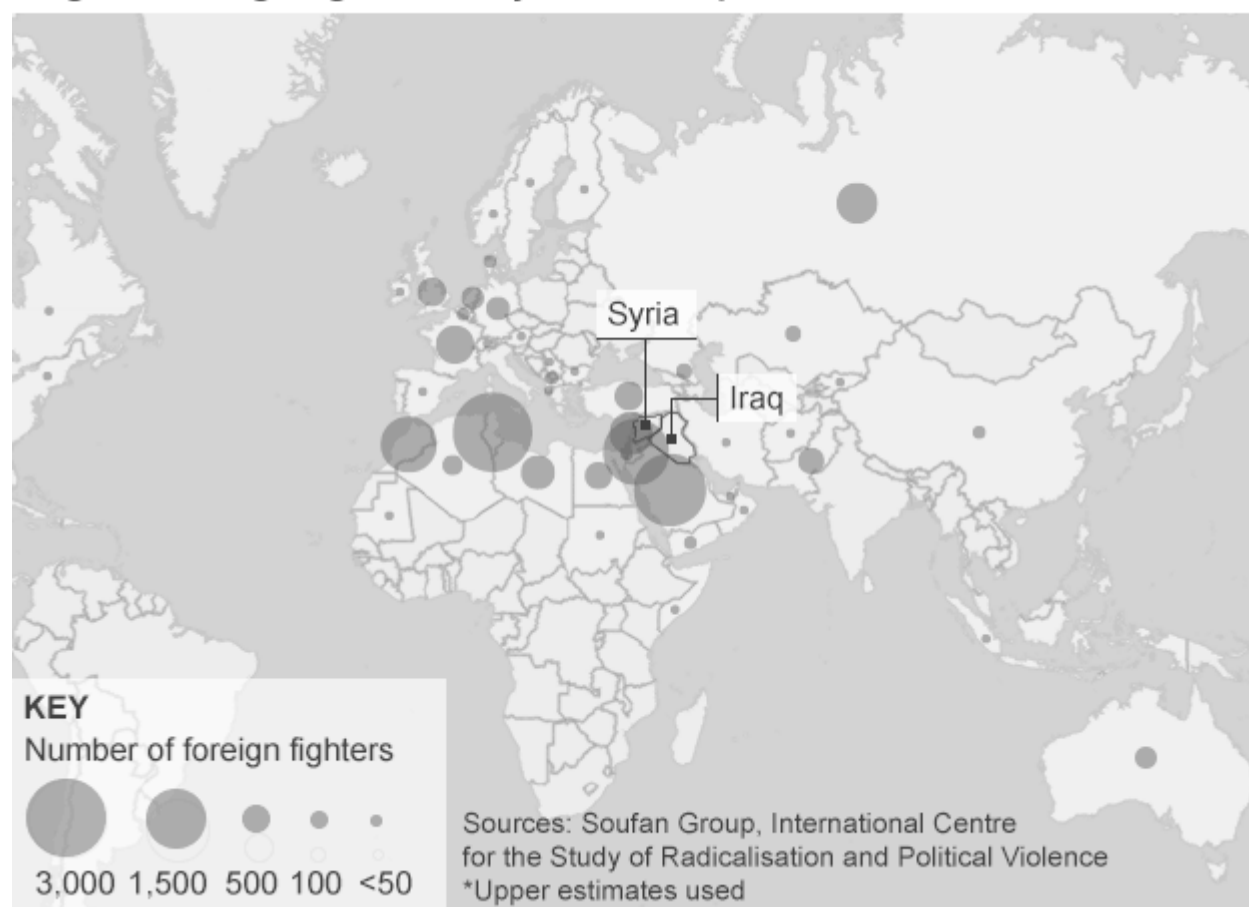 Syria
Iraq
KEY
Number of foreign fighters
3,000 1,500 500 100 <50
Sources: Soufan Group, International Centre
for the Study of Radicalisation and Political Violence
*Upper estimates used